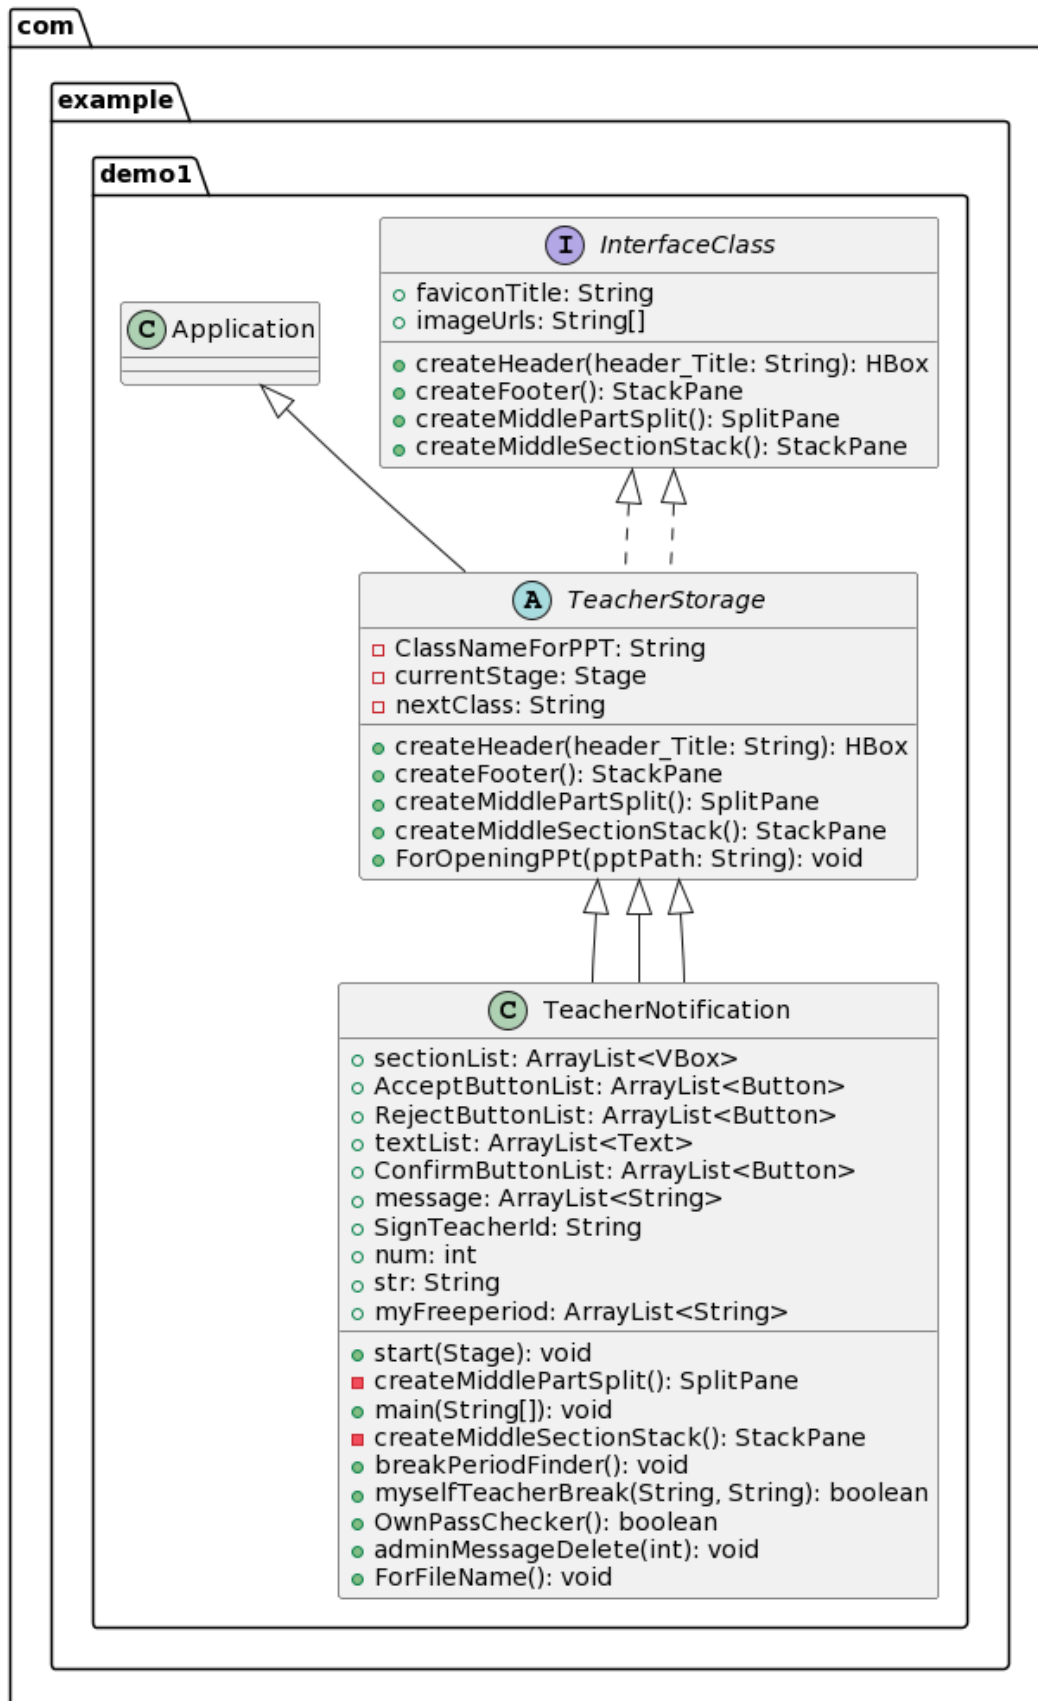 com
example
demo1
I InterfaceClass
faviconTitle: String
imageUrls: String[]
createHeader(header_Title: String): HBox
createFooter(): StackPane
createMiddlePartSplit(): SplitPane
createMiddleSectionStack(): StackPane
C Application
A TeacherStorage
ClassNameForPPT: String
currentStage: Stage
nextClass: String
createHeader(header_Title: String): HBox
createFooter(): StackPane
createMiddlePartSplit(): SplitPane
createMiddleSectionStack(): StackPane
ForOpeningPPt(pptPath: String): void
C TeacherNotification
sectionList: ArrayList<VBox>
AcceptButtonList: ArrayList<Button>
RejectButtonList: ArrayList<Button>
textList: ArrayList<Text>
ConfirmButtonList: ArrayList<Button>
message: ArrayList<String>
SignTeacherId: String
num: int
str: String
myFreeperiod: ArrayList<String>
start(Stage): void
createMiddlePartSplit(): SplitPane
main(String[]): void
createMiddleSectionStack(): StackPane
breakPeriodFinder(): void
myselfTeacherBreak(String, String): boolean
OwnPassChecker(): boolean
adminMessageDelete(int): void
ForFileName(): void